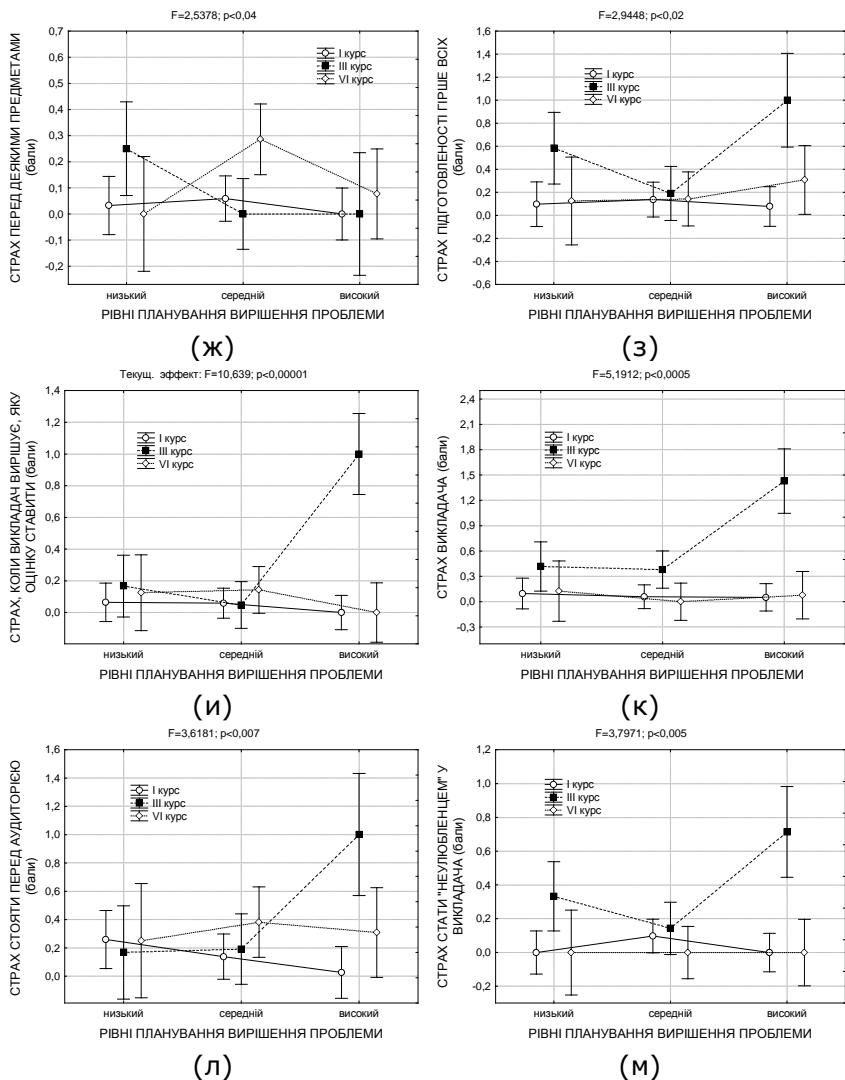 F=2,5378; p<0,04
СТРАХ ПЕРЕД ДЕЯКИМИ ПРЕДМЕТАМИ
(бали)
0,7
0,6
0,5
0,4
0,3
0,2
0,1
0,0
-0,1
-0,2
I курс
III курс
VI курс
низький середній високий
РІВНІ ПЛАНУВАННЯ ВИРІШЕННЯ ПРОБЛЕМИ
(ж)
F=2,9448; p<0,02
СТРАХ ПІДГОТОВЛЕНОСТІ ГІРШЕ ВСІХ
(бали)
1,6
1,4
1,2
1,0
0,8
0,6
0,4
0,2
0,0
-0,2
-0,4
-0,6
I курс
III курс
VI курс
низький середній високий
РІВНІ ПЛАНУВАННЯ ВИРІШЕННЯ ПРОБЛЕМИ
(з)
Текущ. эффект: F=10,639; p<0,00001
СТРАХ, КОЛИ ВИКЛАДАЧ ВИРІШУЄ, ЯКУ
ОЦІНКУ СТАВИТИ (бали)
1,4
1,2
1,0
0,8
0,6
0,4
0,2
0,0
I курс
III курс
VI курс
низький середній високий
РІВНІ ПЛАНУВАННЯ ВИРІШЕННЯ ПРОБЛЕМИ
(и)
F=5,1912; p<0,0005
СТРАХ ВИКЛАДАЧА (бали)
2,4
2,1
1,8
1,5
1,2
0,9
0,6
0,3
0,0
-0,3
I курс
III курс
VI курс
низький середній високий
РІВНІ ПЛАНУВАННЯ ВИРІШЕННЯ ПРОБЛЕМИ
(к)
F=3,6181; p<0,007
СТРАХ СТОЯТИ ПЕРЕД АУДИТОРІЄЮ
(бали)
1,6
1,4
1,2
1,0
0,8
0,6
0,4
0,2
0,0
I курс
III курс
VI курс
низький середній високий
РІВНІ ПЛАНУВАННЯ ВИРІШЕННЯ ПРОБЛЕМИ
(л)
F=3,7971; p<0,005
СТРАХ СТАТИ "НЕУЛЮБЛЕНЦЕМ" У
ВИКЛАДАЧА (бали)
1,2
1,0
0,8
0,6
0,4
0,2
0,0
-0,2
I курс
III курс
VI курс
низький середній високий
РІВНІ ПЛАНУВАННЯ ВИРІШЕННЯ ПРОБЛЕМИ
(м)